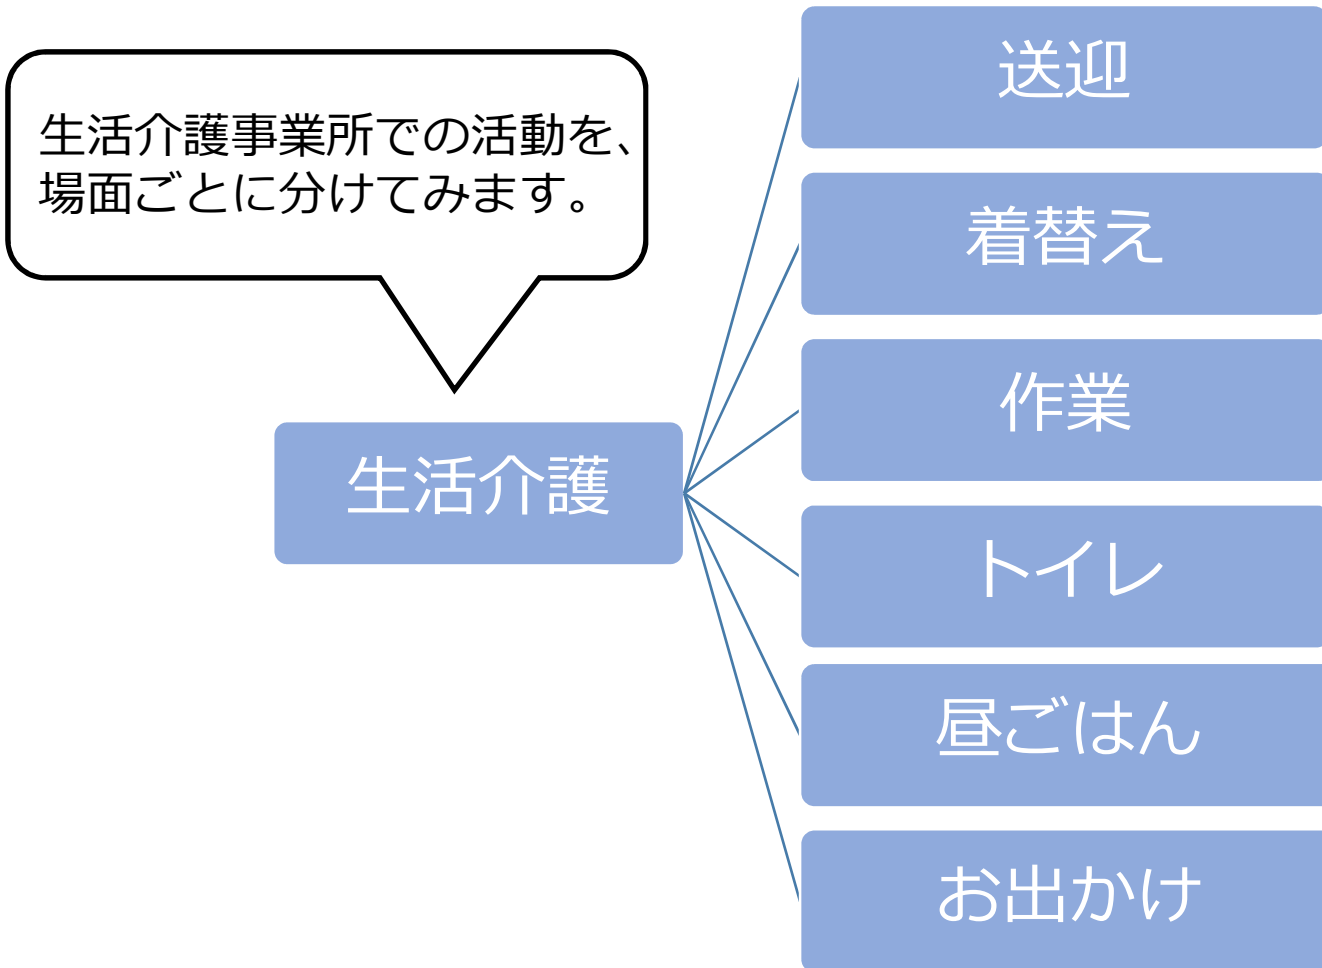 生活介護事業所での活動を、
場面ごとに分けてみます。
生活介護
送迎
着替え
作業
トイレ
昼ごはん
お出かけ